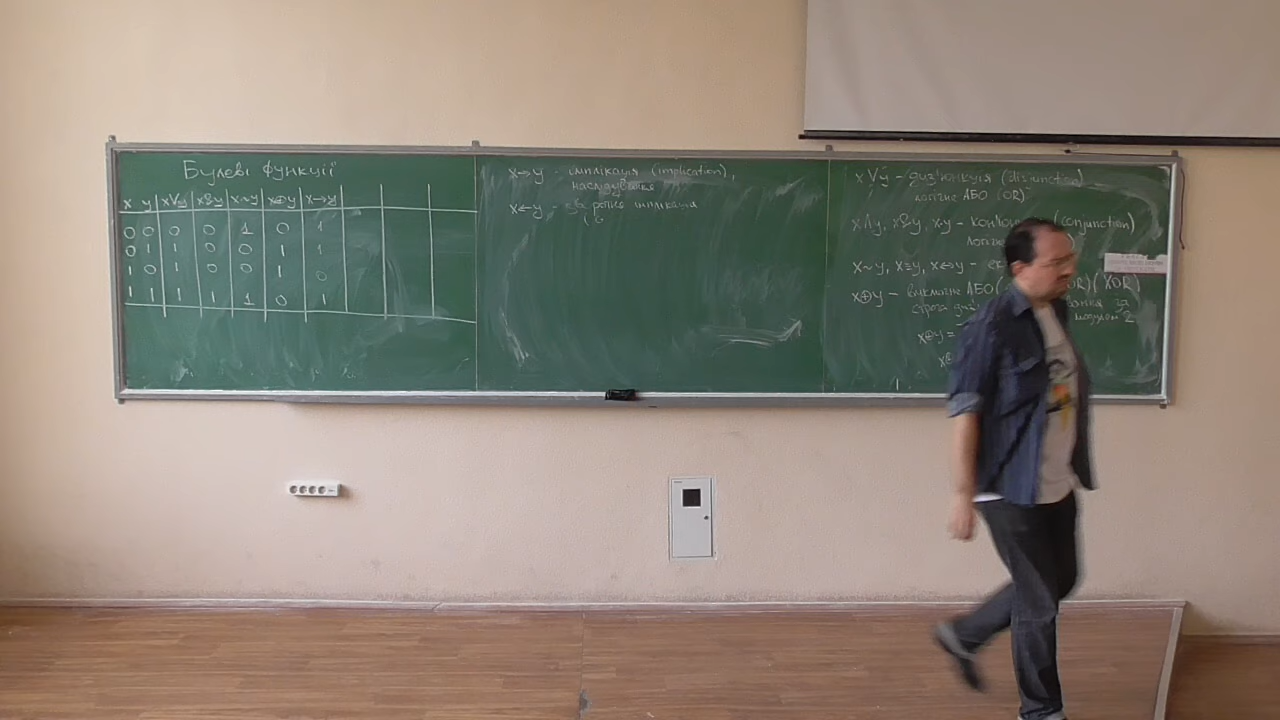 Булеві функції
x y x∨y x&y x~y x⊕y x→y
0 0 0 0 1 0 1
0 1 1 0 0 1 1
1 0 1 0 0 1 0
1 1 1 1 1 0 1
x→y - імплікація (implication),
наслідування
x←y - зворотня імплікація
x∨y - диз'юнкція (disjunction)
логічне АБО (OR)
x∧y, x&y, x·y - кон'юн (conjunction)
x~y, x≡y, x↔y -
x⊕y - виключне АБО (XOR)
строга за
модулем 2
x⊕y =